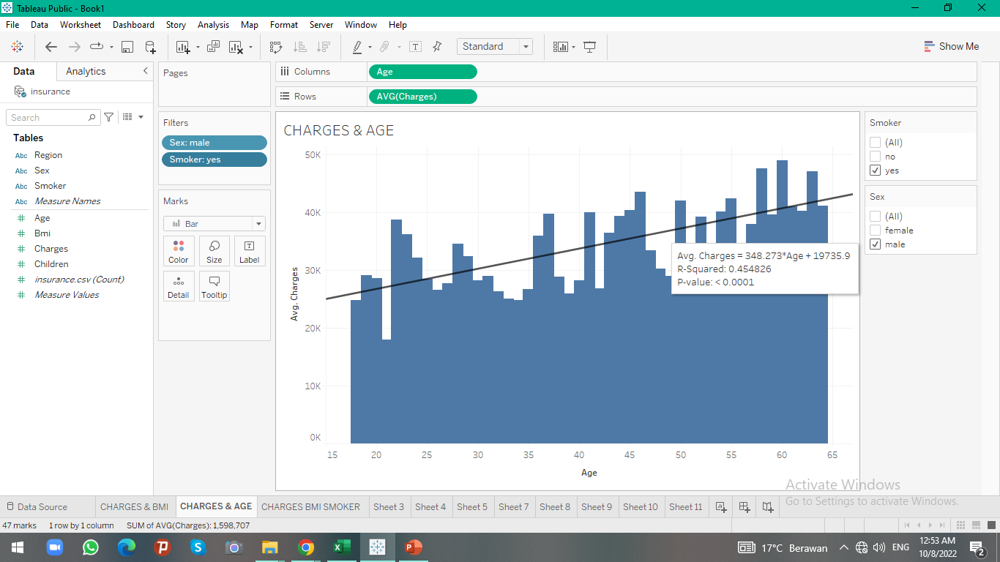 Tableau Public - Book1
File Data Worksheet Dashboard Story Analysis Map Format Server Window Help
Standard
Show Me
Data Analytics
insurance
Search
Tables
Abc Region
Abc Sex
Abc Smoker
Abc Measure Names
# Age
# Bmi
# Charges
# Children
# insurance.csv (Count)
# Measure Values
Pages
Filters
Sex: male
Smoker: yes
Marks
Bar
Color Size Label
Detail Tooltip
Columns Age
Rows AVG(Charges)
CHARGES & AGE
50K
40K
30K
20K
10K
0K
Avg. Charges
15 20 25 30 35 40 45 50 55 60 65
Age
Avg. Charges = 348.273*Age + 19735.9
R-Squared: 0.454826
P-value: < 0.0001
Smoker
(All)
no
yes
Sex
(All)
female
male
Activate Windows
Go to Settings to activate Windows.
Data Source CHARGES & BMI CHARGES & AGE CHARGES BMI SMOKER Sheet 3 Sheet 4 Sheet 5 Sheet 7 Sheet 8 Sheet 9 Sheet 10 Sheet 11
47 marks 1 row by 1 column SUM of AVG(Charges): 1,598,707
17°C Berawan ENG
12:53 AM
10/8/2022
2